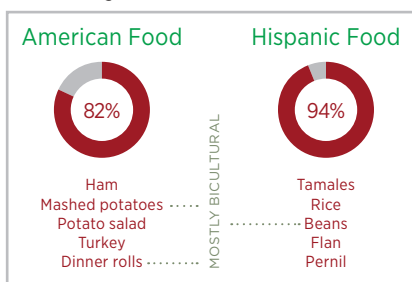 American Food
82%
Ham
Mashed potatoes
Potato salad
Turkey
Dinner rolls
MOSTLY BICULTURAL
Hispanic Food
94%
Tamales
Rice
Beans
Flan
Pernil